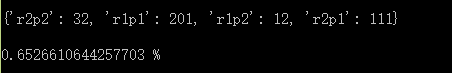 {'r2p2': 32, 'r1p1': 201, 'r1p2': 12, 'r2p1': 111}
0.6526610644257703 %